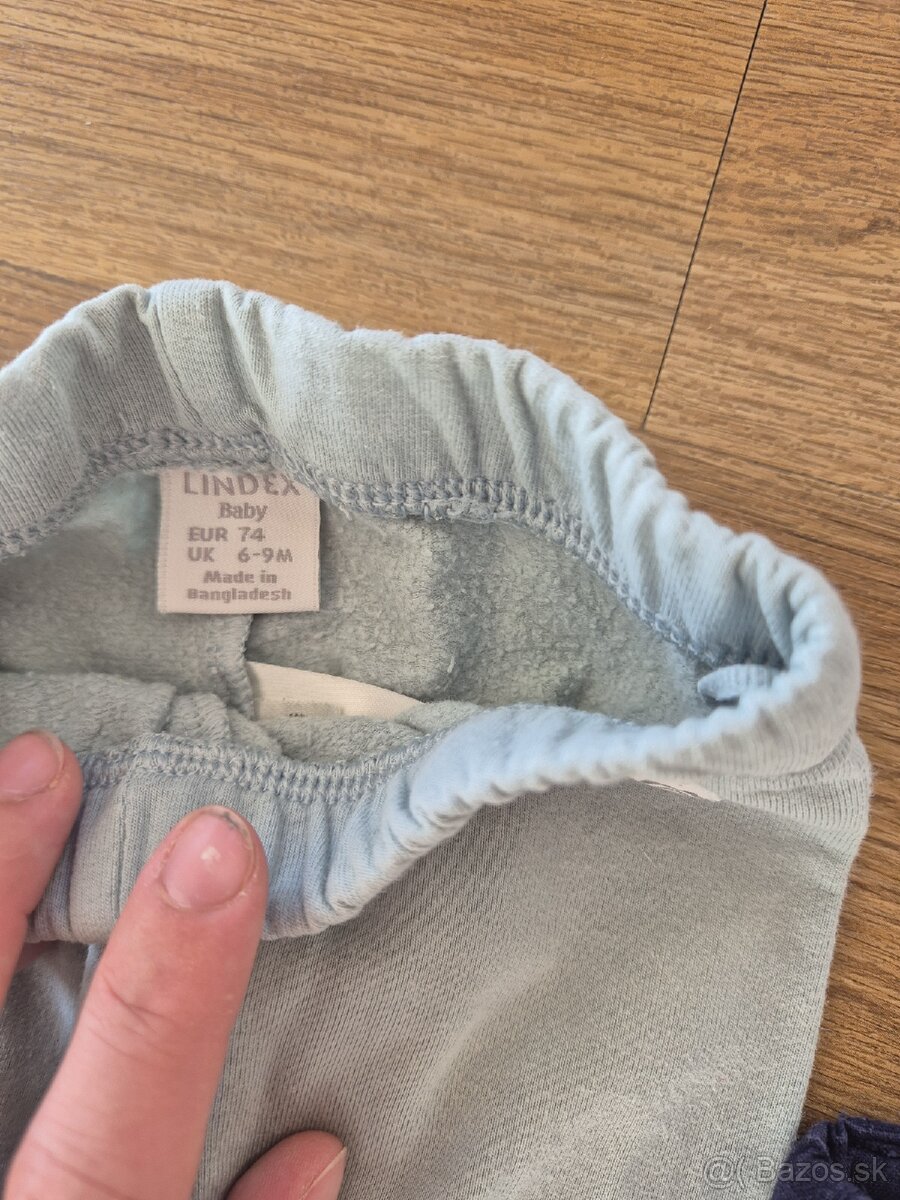 LINDEX
Baby
EUR 74
UK 6-9M
Made in
Bangladesh
@( Bazos.sk